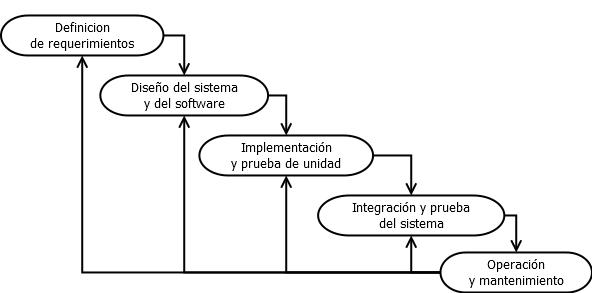 Definicion
de requerimientos
Diseño del sistema
y del software
Implementación
y prueba de unidad
Integración y prueba
del sistema
Operación
y mantenimiento